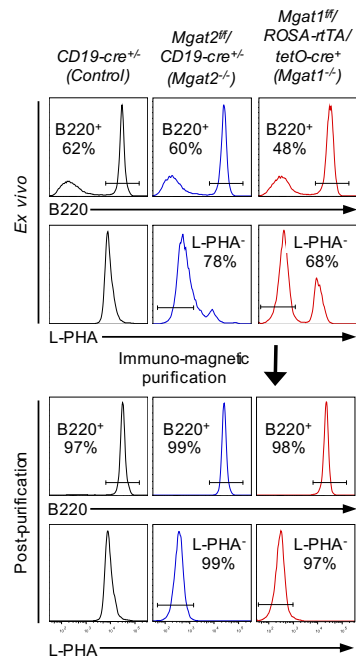 CD19-cre+/-
(Control)
Mgat2f/f/
CD19-cre+/-
(Mgat2-/-)
Mgat1f/f/
ROSA-rtTA/
tetO-cre+
(Mgat1-/-)
Ex vivo
B220+
62%
B220+
60%
B220+
48%
B220
L-PHA-
78%
L-PHA-
68%
L-PHA
Immuno-magnetic
purification
Post-purification
B220+
97%
B220+
99%
B220+
98%
B220
L-PHA-
99%
L-PHA-
97%
L-PHA